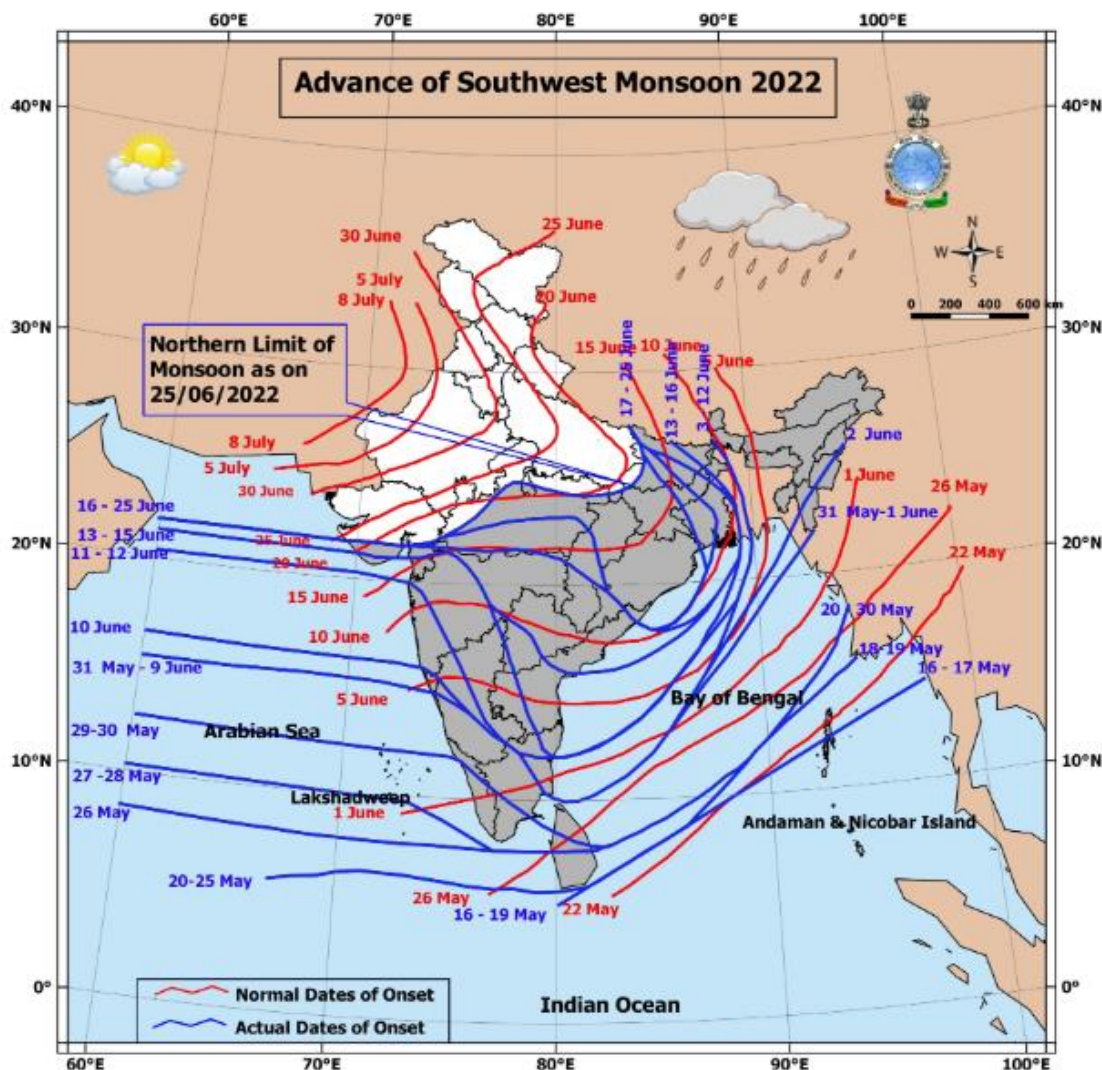 60°E 70°E 80°E 90°E 100°E
Advance of Southwest Monsoon 2022
40°N 40°N
N
W E
S
25 June
30 June
5 July
8 July
20 June
0 200 400 600 km
30°N 30°N
Northern Limit of
Monsoon as on
25/06/2022
15 June
17 - 25 June
10 June
13 - 16 June
5 June
3 - 12 June
8 July
5 July
30 June
2 June
1 June
26 May
31 May-1 June
16 - 25 June
13 - 15 June
11 - 12 June
25 June
20 June
20°N 20°N
22 May
15 June
10 June
10 June
20 - 30 May
18-19 May
16 - 17 May
31 May - 9 June
5 June
Bay of Bengal
29-30 May
Arabian Sea
10°N 10°N
27 -28 May
Lakshadweep
26 May
1 June
Andaman & Nicobar Island
20-25 May
26 May
16 - 19 May
22 May
0° 0°
Normal Dates of Onset
Actual Dates of Onset
Indian Ocean
60°E 70°E 80°E 90°E 100°E